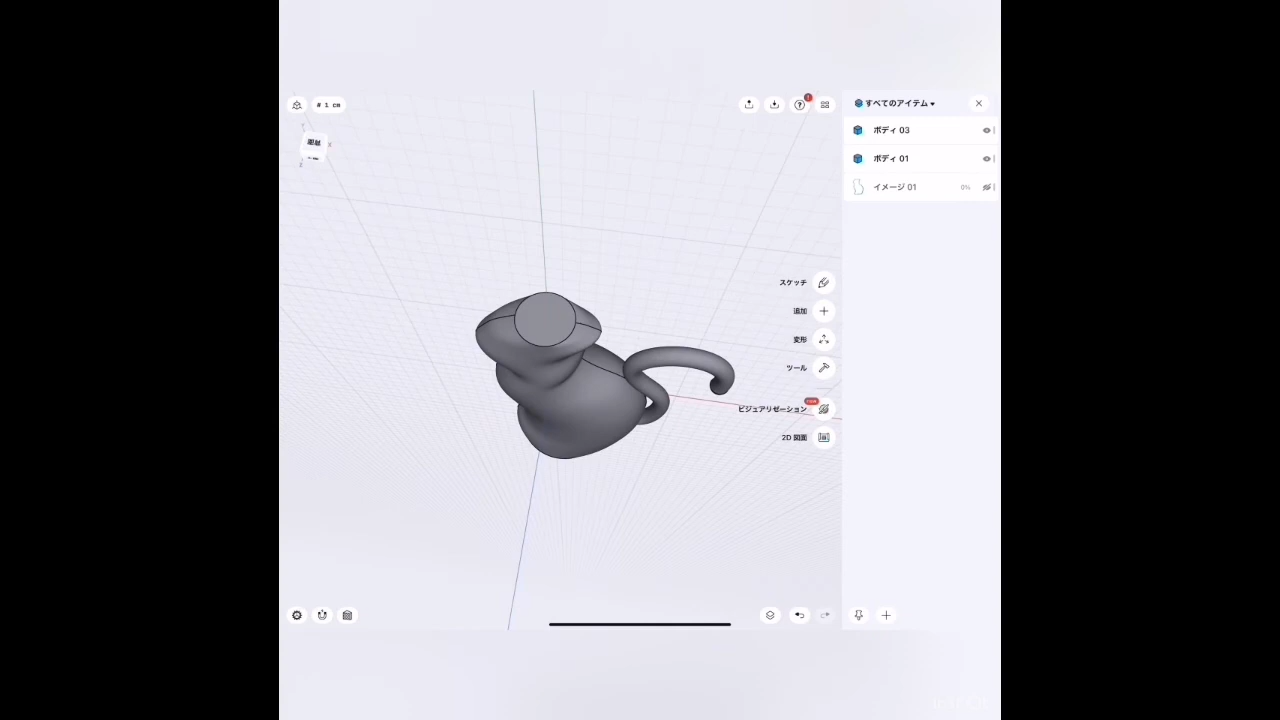 # 1 cm
すべてのアイテム
ボディ 03
ボディ 01
イメージ 01
0%
スケッチ
追加
変形
ツール
ビジュアリゼーション
2D 図面